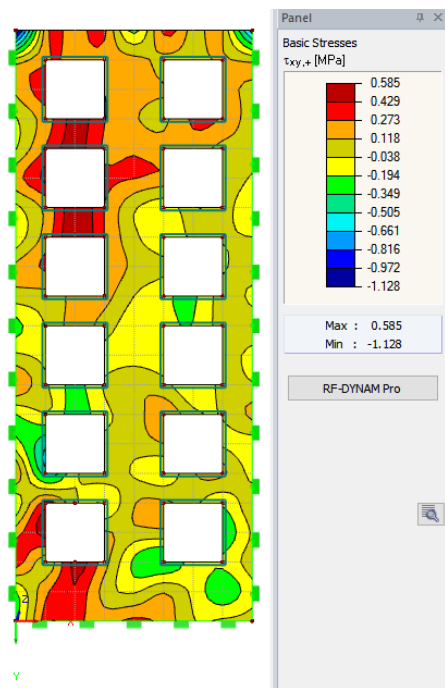 Panel
Basic Stresses
τxy,+ [MPa]
0.585
0.429
0.273
0.118
-0.038
-0.194
-0.349
-0.505
-0.661
-0.816
-0.972
-1.128
Max : 0.585
Min : -1.128
RF-DYNAM Pro
Z
X
Y